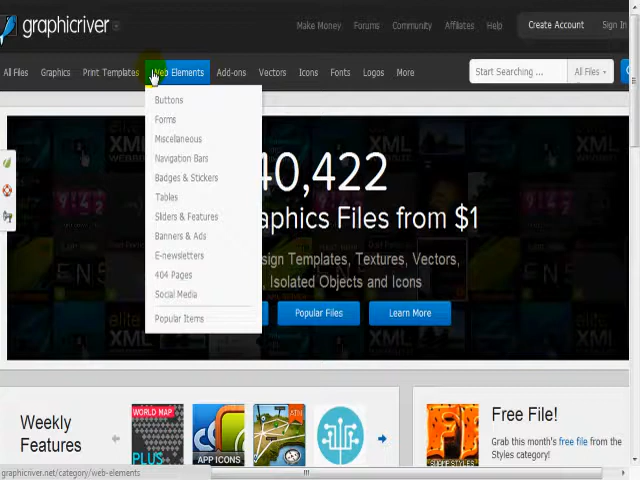 graphicriver
Make Money Forums Community Affiliates Help Create Account Sign In
All Files Graphics Print Templates Web Elements Add-ons Vectors Icons Fonts Logos More Start Searching ... All Files
Buttons
Forms
Miscellaneous
Navigation Bars
Badges & Stickers
Tables
Sliders & Features
Banners & Ads
E-newsletters
404 Pages
Social Media
Popular Items
40,422
aphics Files from $1
sign Templates, Textures, Vectors,
, Isolated Objects and Icons
Popular Files Learn More
Weekly
Features
WORLD MAP
PLUS
APP ICONS
Free File!
Grab this month's free file from the
Styles category!
graphicriver.net/category/web-elements